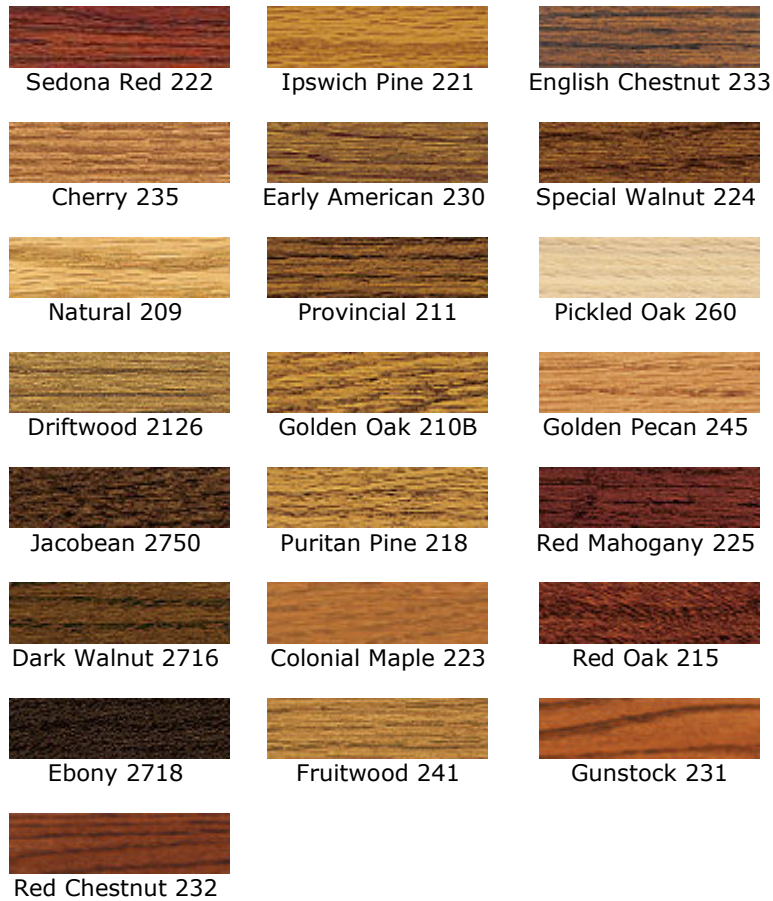 Sedona Red 222
Ipswich Pine 221
English Chestnut 233
Cherry 235
Early American 230
Special Walnut 224
Natural 209
Provincial 211
Pickled Oak 260
Driftwood 2126
Golden Oak 210B
Golden Pecan 245
Jacobean 2750
Puritan Pine 218
Red Mahogany 225
Dark Walnut 2716
Colonial Maple 223
Red Oak 215
Ebony 2718
Fruitwood 241
Gunstock 231
Red Chestnut 232